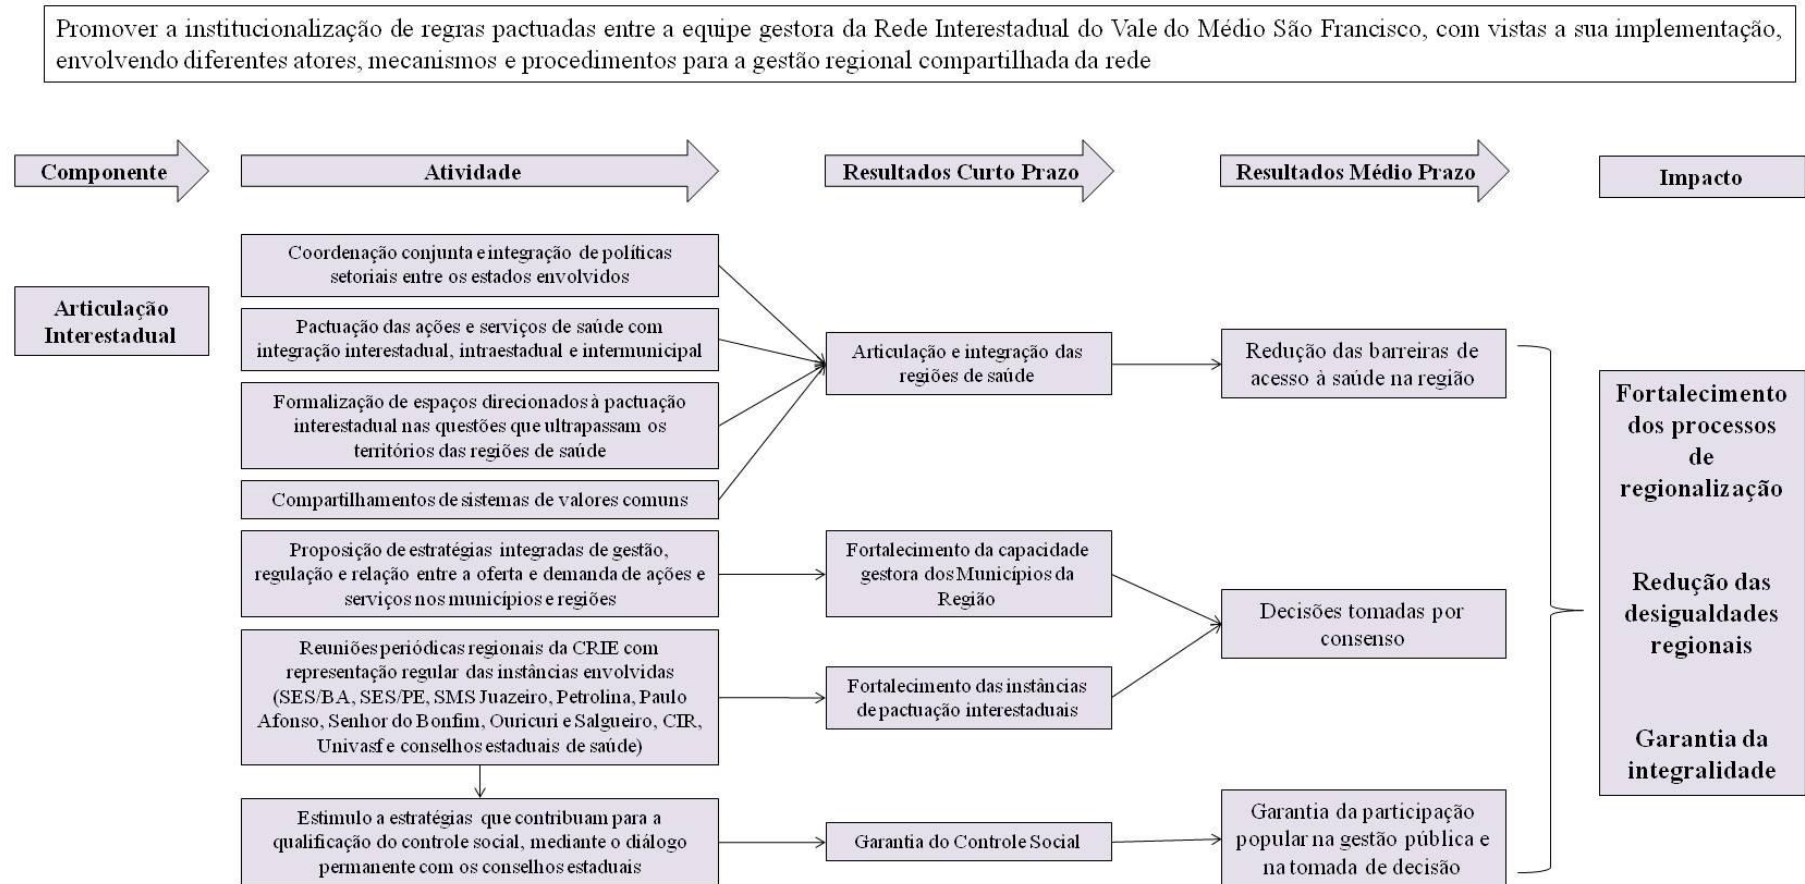 Promover a institucionalização de regras pactuadas entre a equipe gestora da Rede Interestadual do Vale do Médio São Francisco, com vistas a sua implementação,
envolvendo diferentes atores, mecanismos e procedimentos para a gestão regional compartilhada da rede
Componente
Atividade
Resultados Curto Prazo
Resultados Médio Prazo
Impacto
Articulação
Interestadual
Coordenação conjunta e integração de políticas
setoriais entre os estados envolvidos
Pactuação das ações e serviços de saúde com
integração interestadual, intraestadual e intermunicipal
Formalização de espaços direcionados à pactuação
interestadual nas questões que ultrapassam os
territórios das regiões de saúde
Compartilhamentos de sistemas de valores comuns
Proposição de estratégias integradas de gestão,
regulação e relação entre a oferta e demanda de ações e
serviços nos municípios e regiões
Reuniões periódicas regionais da CRIE com
representação regular das instâncias envolvidas
(SES/BA, SES/PE, SMS Juazeiro, Petrolina, Paulo
Afonso, Senhor do Bonfim, Ouricuri e Salgueiro, CIR,
Univasf e conselhos estaduais de saúde)
Estimulo a estratégias que contribuam para a
qualificação do controle social, mediante o diálogo
permanente com os conselhos estaduais
Articulação e integração das
regiões de saúde
Fortalecimento da capacidade
gestora dos Municípios da
Região
Fortalecimento das instâncias
de pactuação interestaduais
Garantia do Controle Social
Redução das barreiras de
acesso à saúde na região
Decisões tomadas por
consenso
Garantia da participação
popular na gestão pública e
na tomada de decisão
Fortalecimento
dos processos
de
regionalização
Redução das
desigualdades
regionais
Garantia da
integralidade